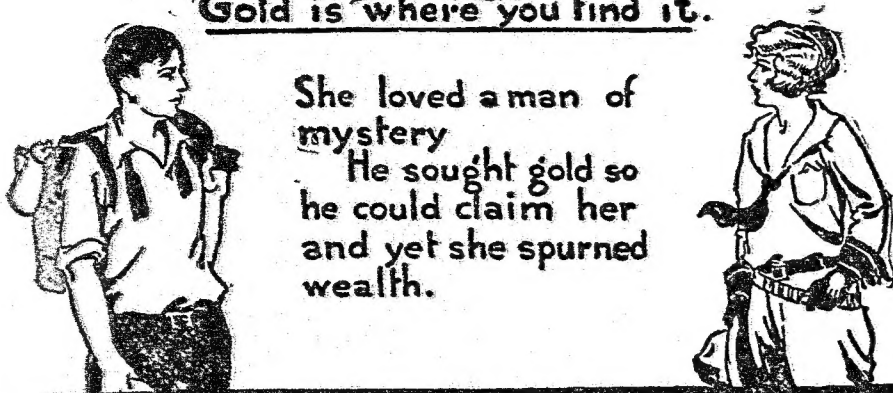 Gold is where you find it.
She loved a man of
mystery
He sought gold so
he could claim her
and yet she spurned
wealth.